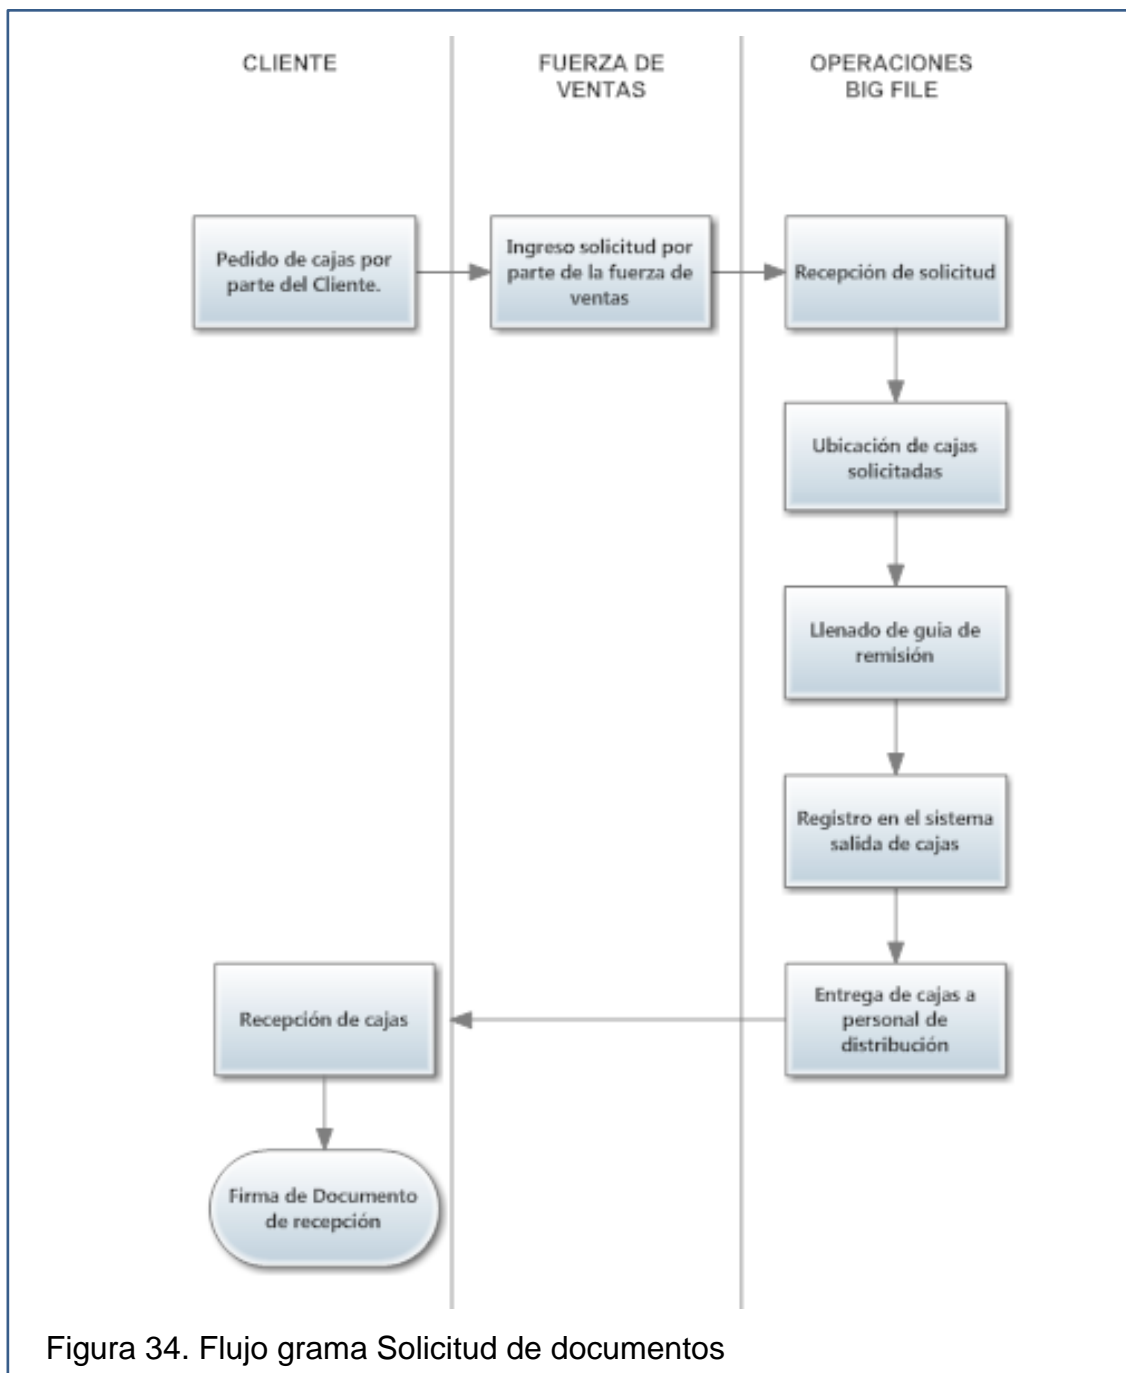 CLIENTE
FUERZA DE
VENTAS
OPERACIONES
BIG FILE
Pedido de cajas por
parte del Cliente.
Ingreso solicitud por
parte de la fuerza de
ventas
Recepción de solicitud
Ubicación de cajas
solicitadas
Llenado de guia de
remisión
Registro en el sistema
salida de cajas
Entrega de cajas a
personal de
distribución
Recepción de cajas
Firma de Documento
de recepción
Figura 34. Flujo grama Solicitud de documentos